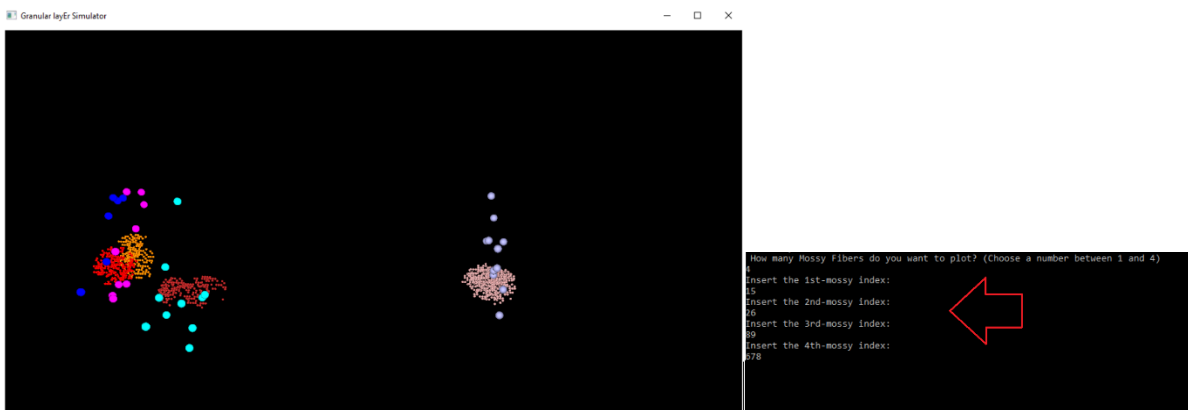 Granular layEr Simulator
How many Mossy Fibers do you want to plot? (Choose a number between 1 and 4)
4
Insert the 1st-mossy index:
15
Insert the 2nd-mossy index:
26
Insert the 3rd-mossy index:
89
Insert the 4th-mossy index:
678